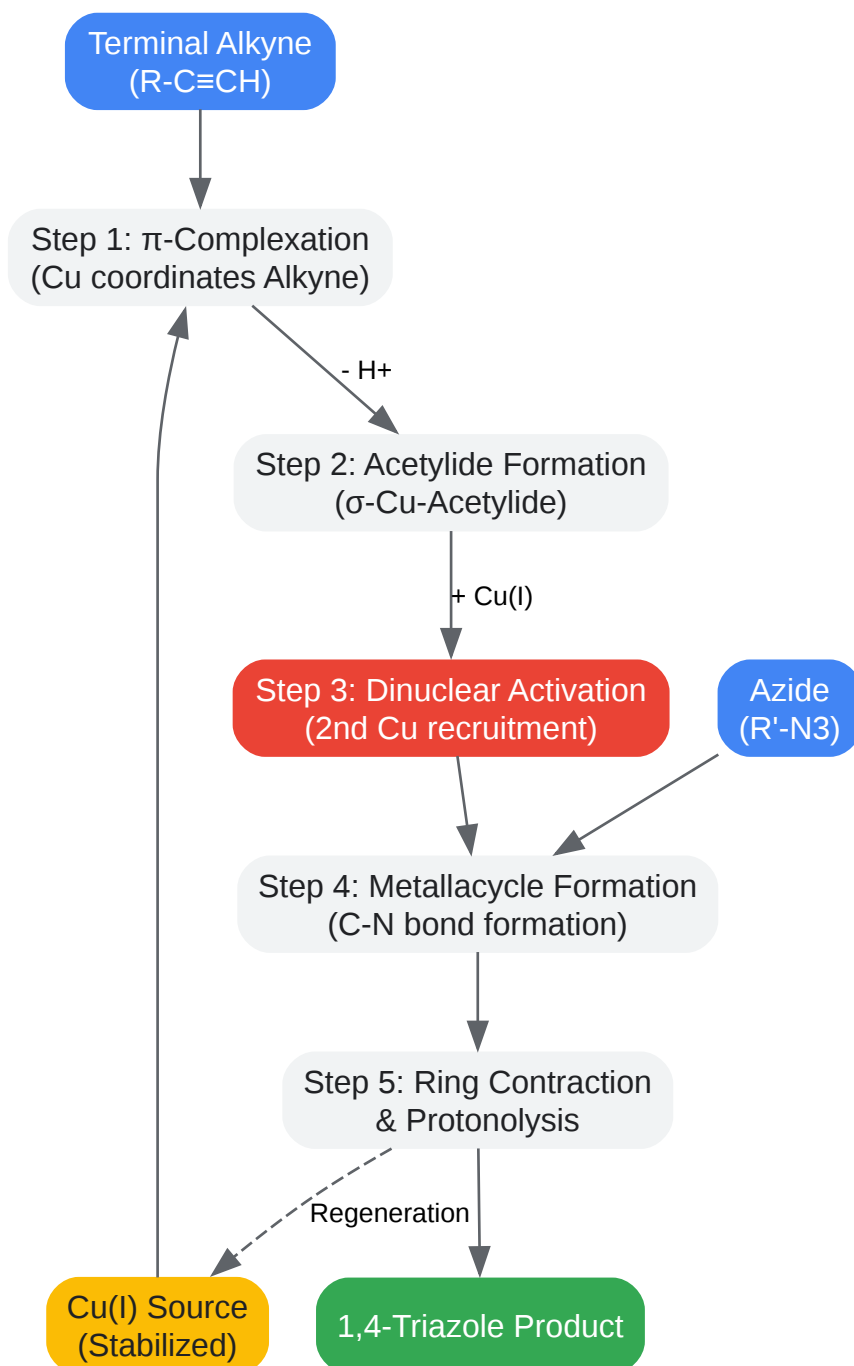 Terminal Alkyne
(R-C≡CH)
Step 1: π-Complexation
(Cu coordinates Alkyne)
- H+
Step 2: Acetylide Formation
(σ-Cu-Acetylide)
+ Cu(I)
Step 3: Dinuclear Activation
(2nd Cu recruitment)
Azide
(R'-N3)
Step 4: Metallacycle Formation
(C-N bond formation)
Step 5: Ring Contraction
& Protonolysis
Regeneration
Cu(I) Source
(Stabilized)
1,4-Triazole Product